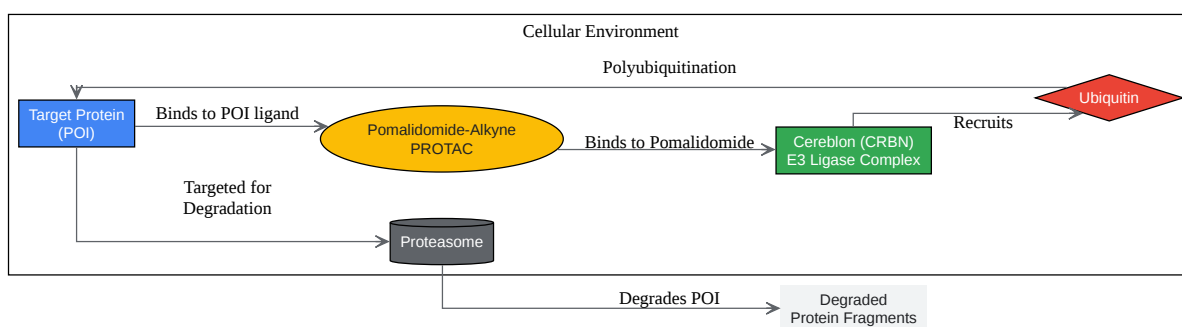 Cellular Environment
Polyubiquitination
Ubiquitin
Target Protein
(POI)
Binds to POI ligand
Pomalidomide-Alkyne
PROTAC
Binds to Pomalidomide
Cereblon (CRBN)
E3 Ligase Complex
Recruits
Targeted for
Degradation
Proteasome
Degrades POI
Degraded
Protein Fragments